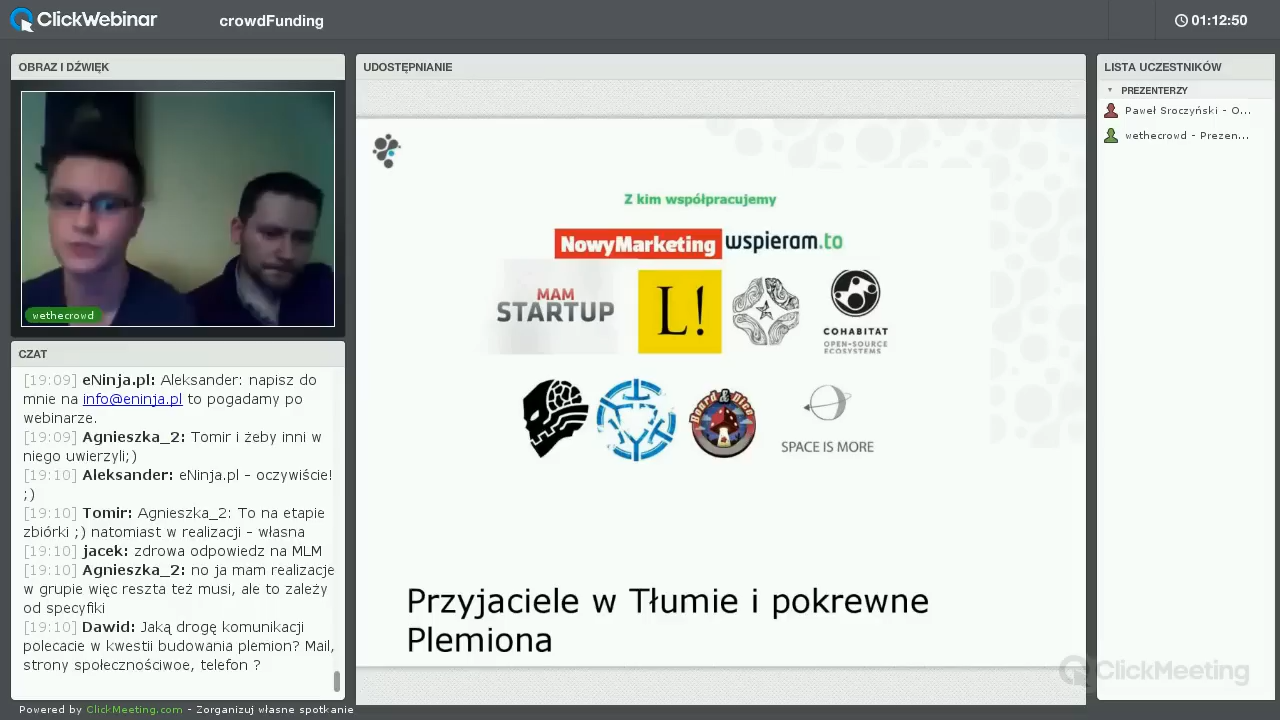 ClickWebinar
crowdFunding
01:12:50
OBRAZ I DŹWIĘK
wethecrowd
CZAT
[19:09] eNinja.pl: Aleksander: napisz do
mnie na info@eninja.pl to pogadamy po
webinarze.
[19:09] Agnieszka_2: Tomir i żeby inni w
niego uwierzyli;)
[19:10] Aleksander: eNinja.pl - oczywiście!
;)
[19:10] Tomir: Agnieszka_2: To na etapie
zbiórki ;) natomiast w realizacji - własna
[19:10] jacek: zdrowa odpowiedz na MLM
[19:10] Agnieszka_2: no ja mam realizacje
w grupie więc reszta też musi, ale to zależy
od specyfiki
[19:10] Dawid: Jaką drogę komunikacji
polecacie w kwestii budowania plemion? Mail,
strony społecznościwoe, telefon ?
UDOSTĘPNIANIE
Z kim współpracujemy
NowyMarketing wspieram.to
MAM
STARTUP
L!
COHABITAT
OPEN-SOURCE
ECOSYSTEMS
Board & Dice
SPACE IS MORE
Przyjaciele w Tłumie i pokrewne
Plemiona
LISTA UCZESTNIKÓW
PREZENTERZY
Paweł Sroczyński - O...
wethecrowd - Prezen...
ClickMeeting
Powered by ClickMeeting.com - Zorganizuj własne spotkanie